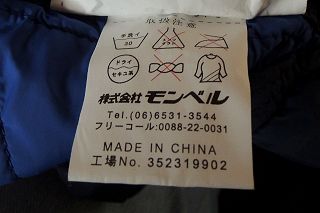 取扱注意
手洗イ
30
ドライ
セキユ系
株式会社 モンベル
Tel.(06)6531-3544
フリーコール:0088-22-0031
MADE IN CHINA
工場No. 352319902